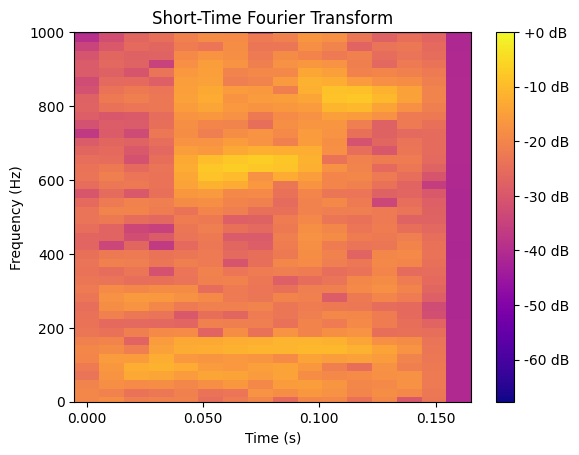 Short-Time Fourier Transform
1000
800
600
400
200
0
Frequency (Hz)
0.000
0.050
0.100
0.150
Time (s)
+0 dB
-10 dB
-20 dB
-30 dB
-40 dB
-50 dB
-60 dB